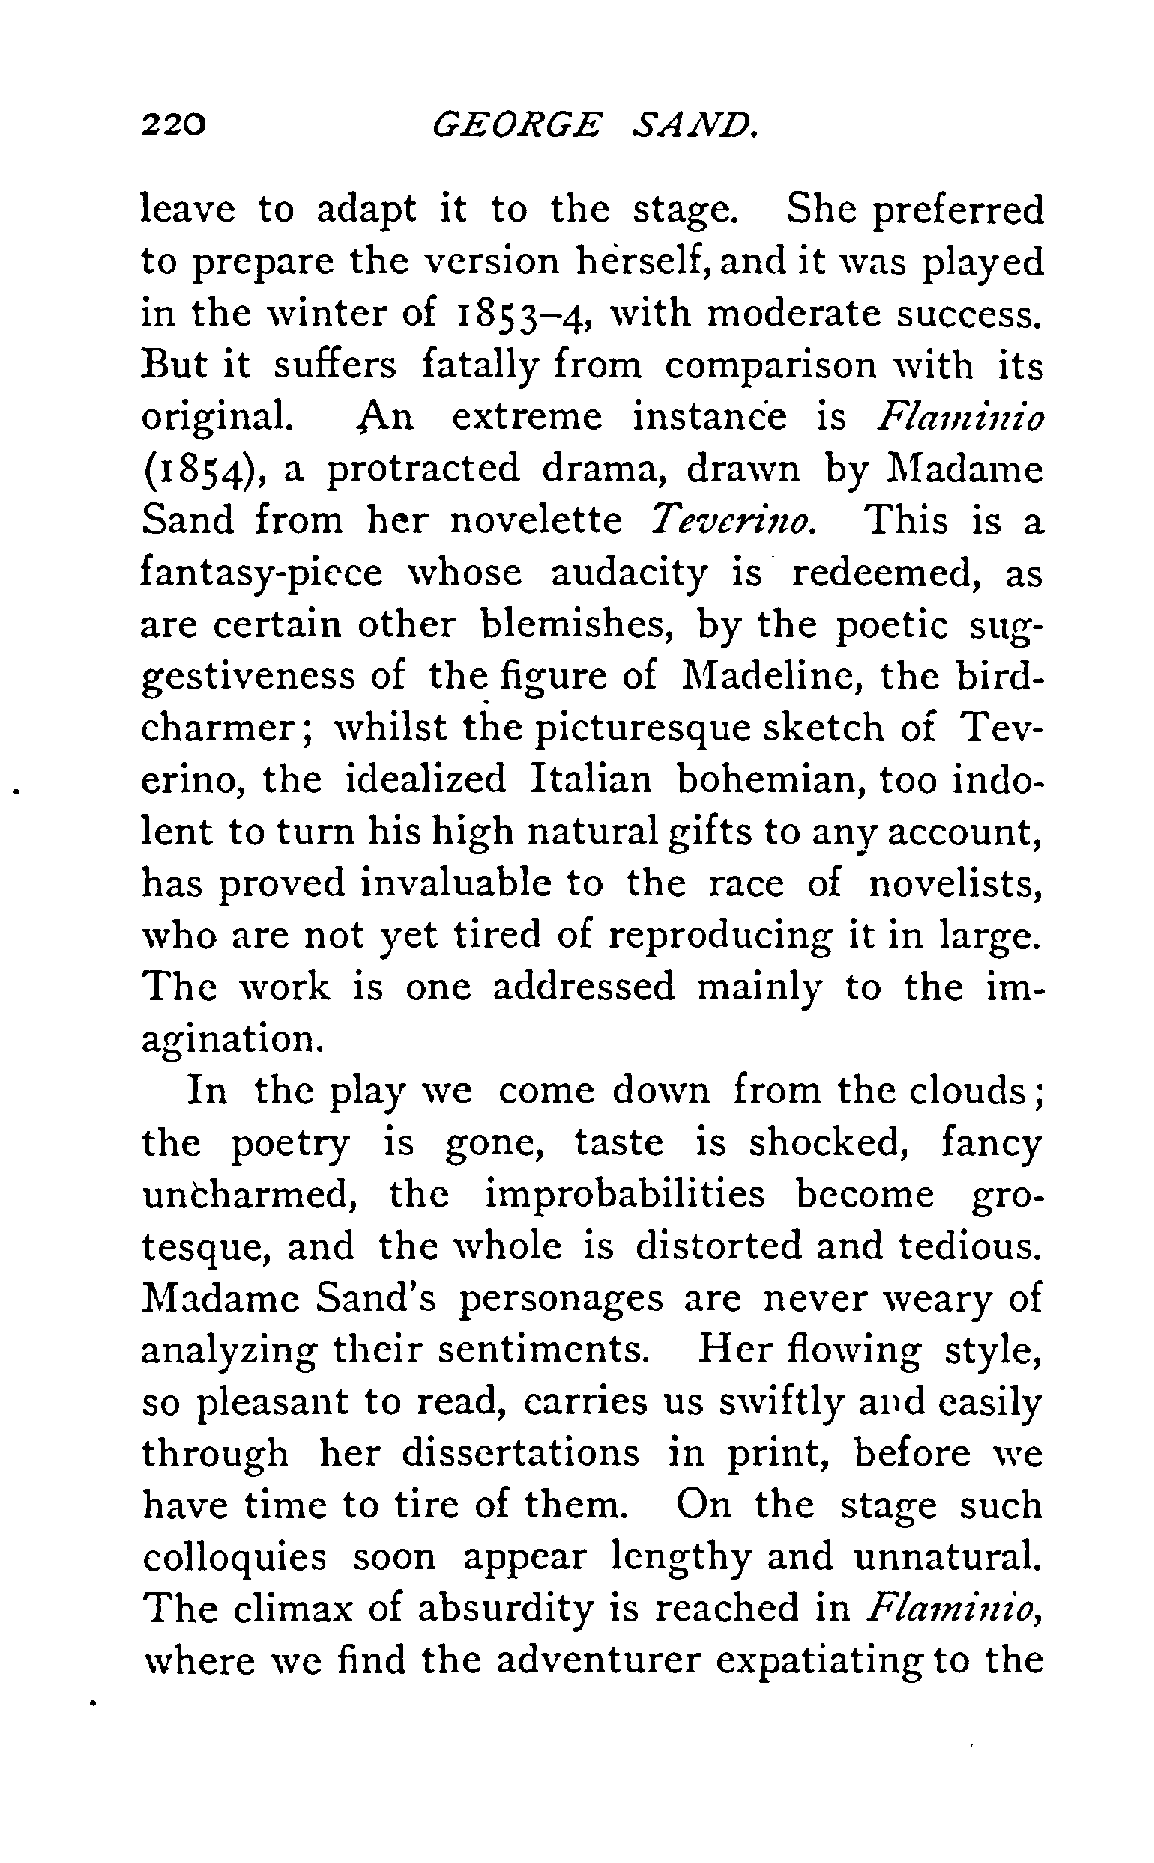 220 GEORGE SAND.
leave to adapt it to the stage. She preferred
to prepare the version herself, and it was played
in the winter of 1853–4, with moderate success.
But it suffers fatally from comparison with its
original. An extreme instance is Flaminio
(1854), a protracted drama, drawn by Madame
Sand from her novelette Teverino. This is a
fantasy-piece whose audacity is redeemed, as
are certain other blemishes, by the poetic sug-
gestiveness of the figure of Madeline, the bird-
charmer; whilst the picturesque sketch of Tev-
erino, the idealized Italian bohemian, too indo-
lent to turn his high natural gifts to any account,
has proved invaluable to the race of novelists,
who are not yet tired of reproducing it in large.
The work is one addressed mainly to the im-
agination.
In the play we come down from the clouds;
the poetry is gone, taste is shocked, fancy
uncharmed, the improbabilities become gro-
tesque, and the whole is distorted and tedious.
Madame Sand's personages are never weary of
analyzing their sentiments. Her flowing style,
so pleasant to read, carries us swiftly and easily
through her dissertations in print, before we
have time to tire of them. On the stage such
colloquies soon appear lengthy and unnatural.
The climax of absurdity is reached in Flaminio,
where we find the adventurer expatiating to the